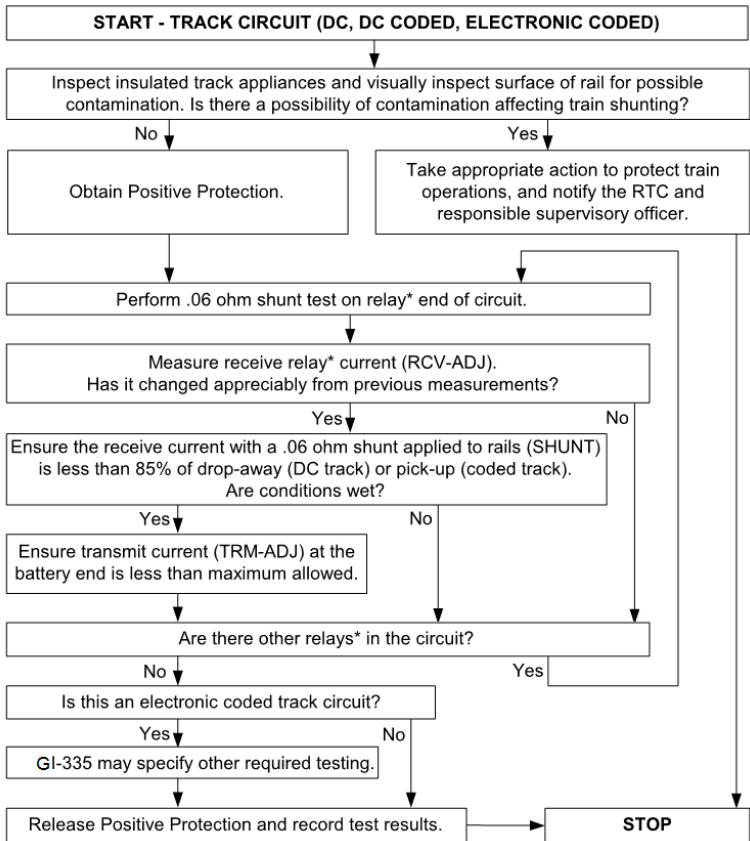 START - TRACK CIRCUIT (DC, DC CODED, ELECTRONIC CODED)
Inspect insulated track appliances and visually inspect surface of rail for possible
contamination. Is there a possibility of contamination affecting train shunting?
No
Yes
Obtain Positive Protection.
Take appropriate action to protect train
operations, and notify the RTC and
responsible supervisory officer.
Perform .06 ohm shunt test on relay* end of circuit.
Measure receive relay* current (RCV-ADJ).
Has it changed appreciably from previous measurements?
Yes
No
Ensure the receive current with a .06 ohm shunt applied to rails (SHUNT)
is less than 85% of drop-away (DC track) or pick-up (coded track).
Are conditions wet?
Yes
No
Ensure transmit current (TRM-ADJ) at the
battery end is less than maximum allowed.
Are there other relays* in the circuit?
No
Yes
Is this an electronic coded track circuit?
Yes
No
GI-335 may specify other required testing.
Release Positive Protection and record test results.
STOP